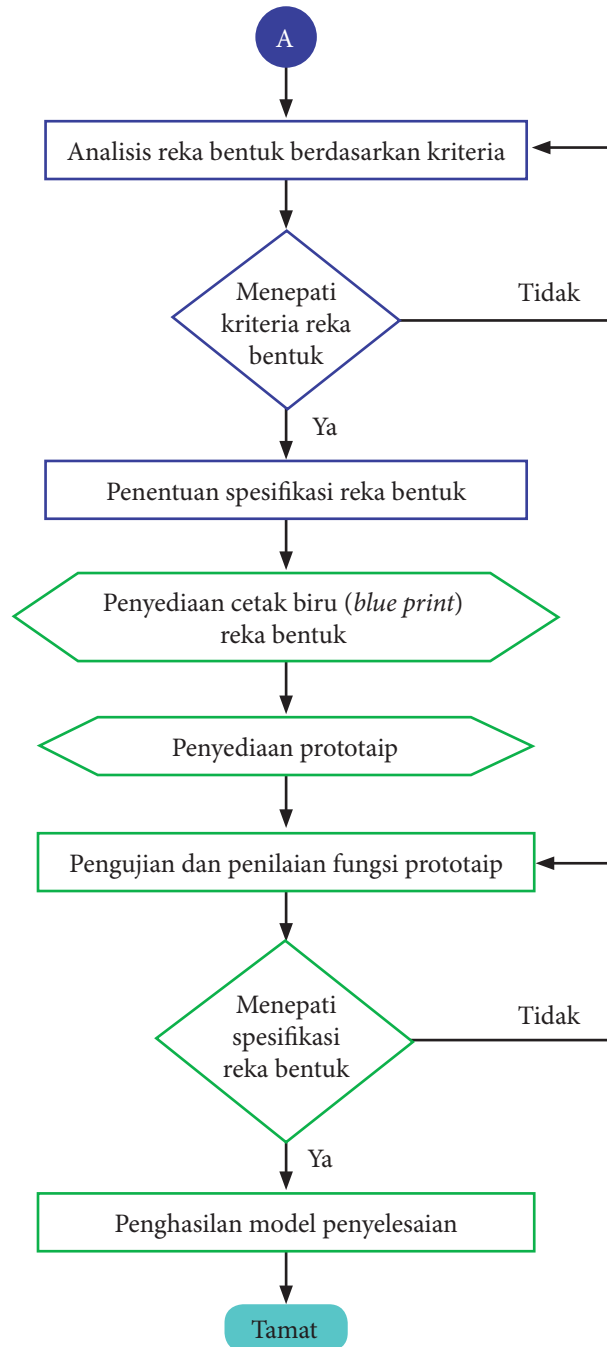 A
Analisis reka bentuk berdasarkan kriteria
Menepati
kriteria reka
bentuk
Tidak
Ya
Penentuan spesifikasi reka bentuk
Penyediaan cetak biru (blue print)
reka bentuk
Penyediaan prototaip
Pengujian dan penilaian fungsi prototaip
Menepati
spesifikasi
reka bentuk
Tidak
Ya
Penghasilan model penyelesaian
Tamat